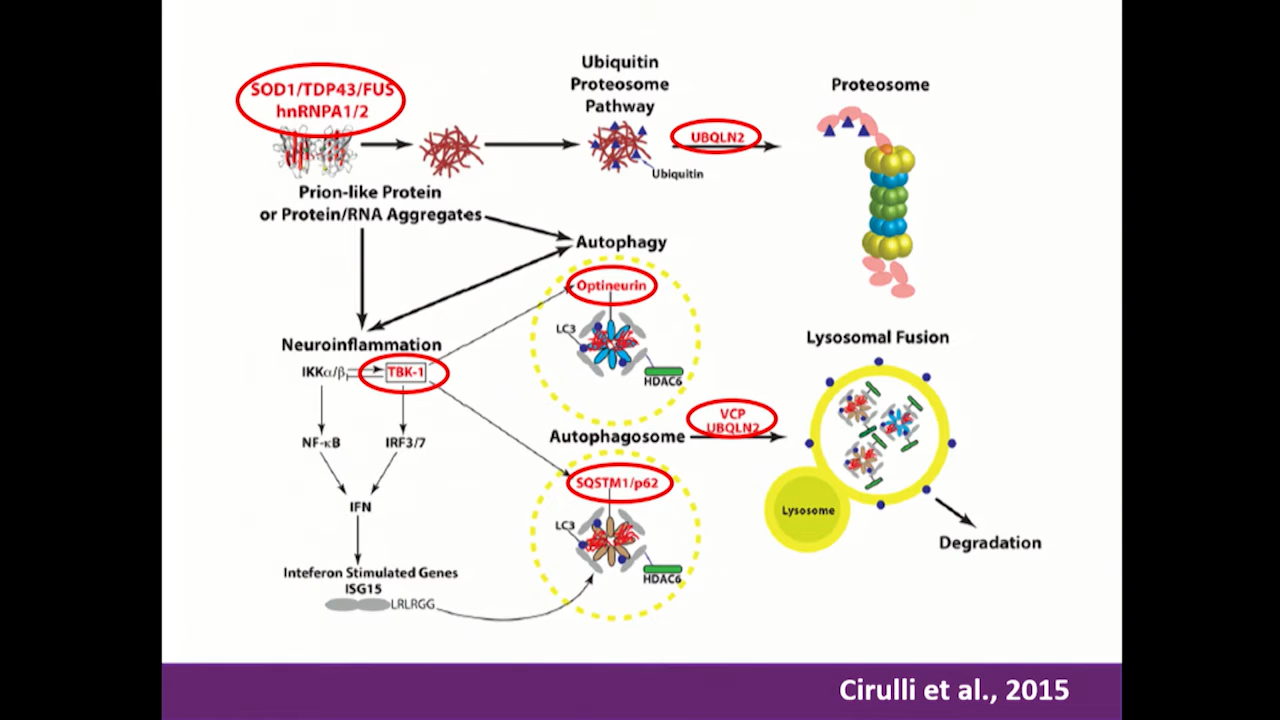 SOD1/TDP43/FUS
hnRNPA1/2
Ubiquitin
Proteosome
Pathway
Proteosome
UBQLN2
Ubiquitin
Prion-like Protein
or Protein/RNA Aggregates
Autophagy
Optineurin
LC3
HDAC6
Neuroinflammation
IKKα/β
TBK-1
NF-κB
IRF3/7
IFN
Inteferon Stimulated Genes
ISG15
LRLRGG
Autophagosome
VCP
UBQLN2
SQSTM1/p62
LC3
HDAC6
Lysosomal Fusion
Lysosome
Degradation
Cirulli et al., 2015